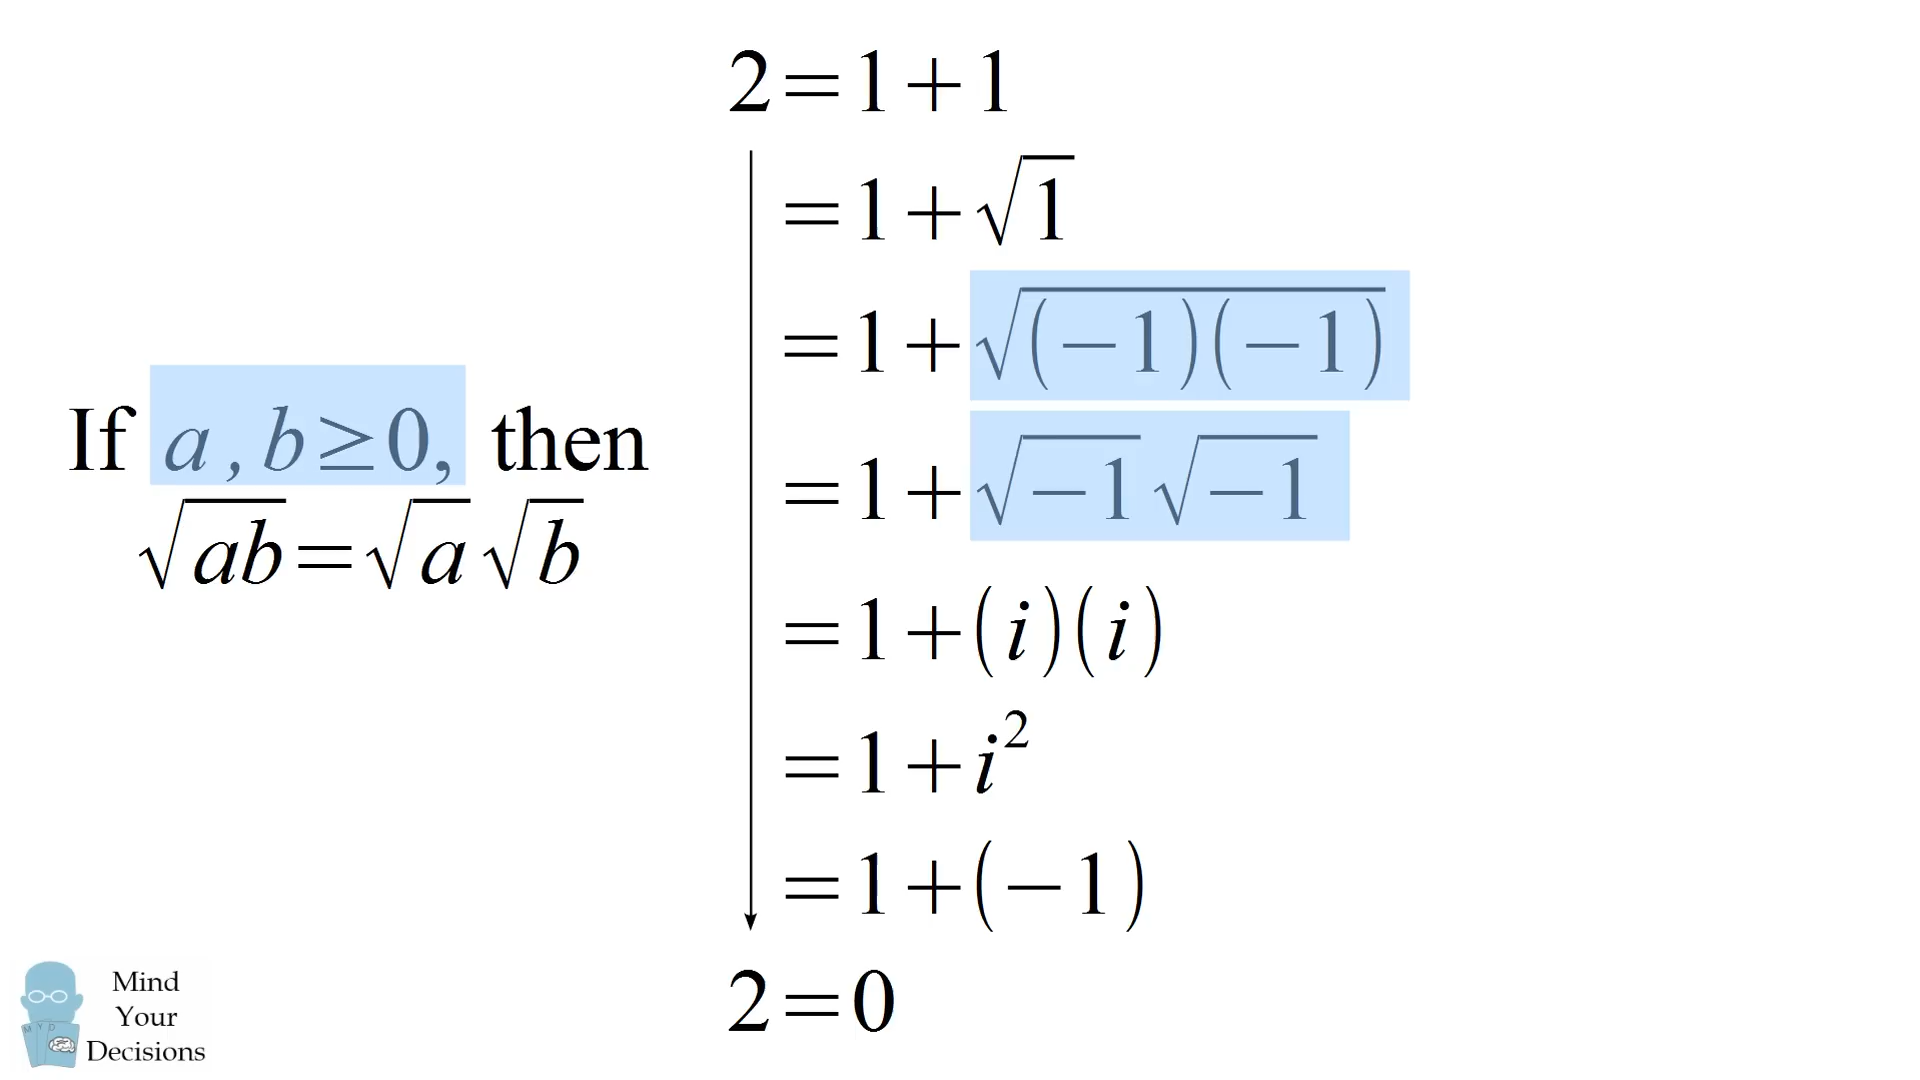 2=1+1
=1+√1
=1+√(−1)(−1)
If a,b≥0, then
√ab=√a√b
=1+√−1√−1
=1+(i)(i)
=1+i²
=1+(−1)
2=0
Mind
Your
Decisions
M Y D